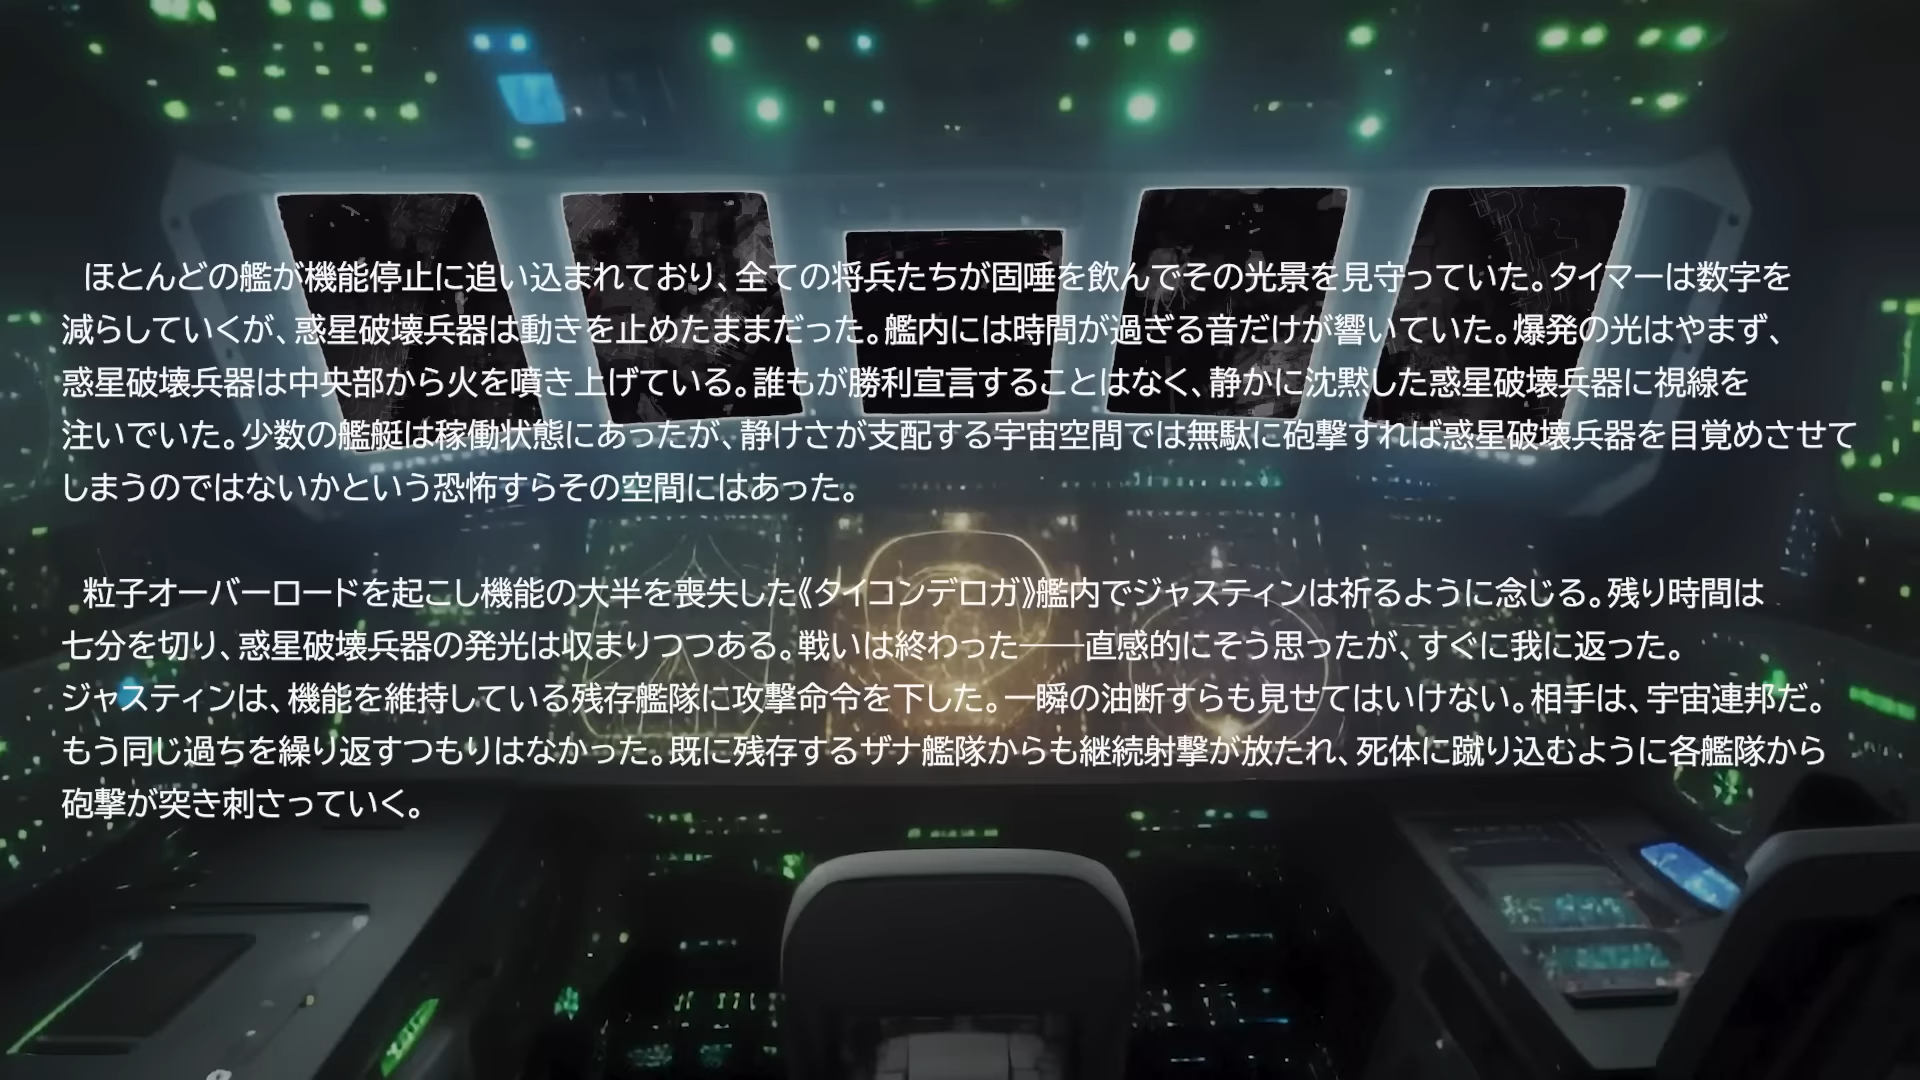 ほとんどの艦が機能停止に追い込まれており、全ての将兵たちが固唾を飲んでその光景を見守っていた。タイマーは数字を
減らしていくが、惑星破壊兵器は動きを止めたままだった。艦内には時間が過ぎる音だけが響いていた。爆発の光はやまず、
惑星破壊兵器は中央部から火を噴き上げている。誰もが勝利宣言することはなく、静かに沈黙した惑星破壊兵器に視線を
注いでいた。少数の艦艇は稼働状態にあったが、静けさが支配する宇宙空間では無駄に砲撃すれば惑星破壊兵器を目覚めさせて
しまうのではないかという恐怖すらその空間にはあった。
粒子オーバーロードを起こし機能の大半を喪失した《タイコンデロガ》艦内でジャスティンは祈るように念じる。残り時間は
七分を切り、惑星破壊兵器の発光は収まりつつある。戦いは終わった――直感的にそう思ったが、すぐに我に返った。
ジャスティンは、機能を維持している残存艦隊に攻撃命令を下した。一瞬の油断すらも見せてはいけない。相手は、宇宙連邦だ。
もう同じ過ちを繰り返すつもりはなかった。既に残存するザナ艦隊からも継続射撃が放たれ、死体に蹴り込むように各艦隊から
砲撃が突き刺さっていく。